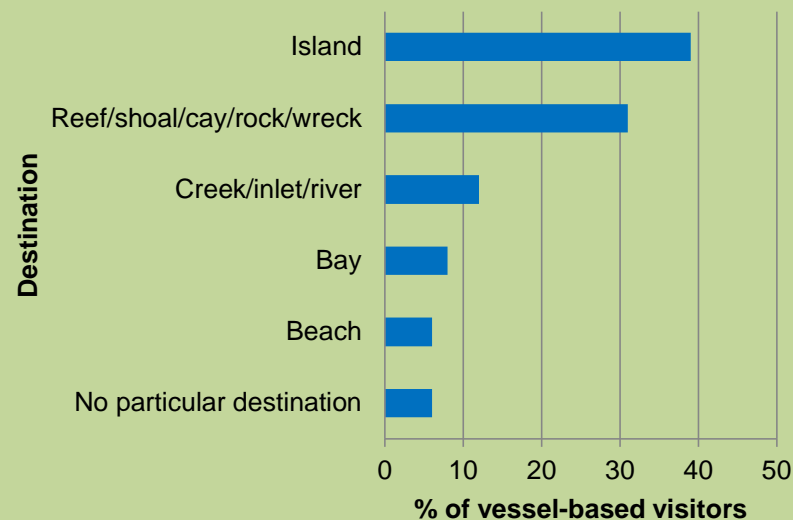 Destination
Island
Reef/shoal/cay/rock/wreck
Creek/inlet/river
Bay
Beach
No particular destination
0 10 20 30 40 50
% of vessel-based visitors